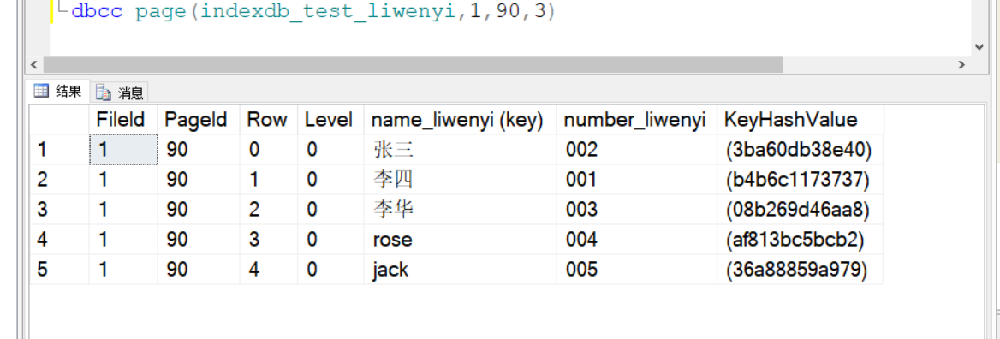 dbcc page(indexdb_test_liwenyi,1,90,3)
结果 消息
FileId PageId Row Level name_liwenyi (key) number_liwenyi KeyHashValue
1 1 90 0 0 张三 002 (3ba60db38e40)
2 1 90 1 0 李四 001 (b4b6c1173737)
3 1 90 2 0 李华 003 (08b269d46aa8)
4 1 90 3 0 rose 004 (af813bc5bcb2)
5 1 90 4 0 jack 005 (36a88859a979)